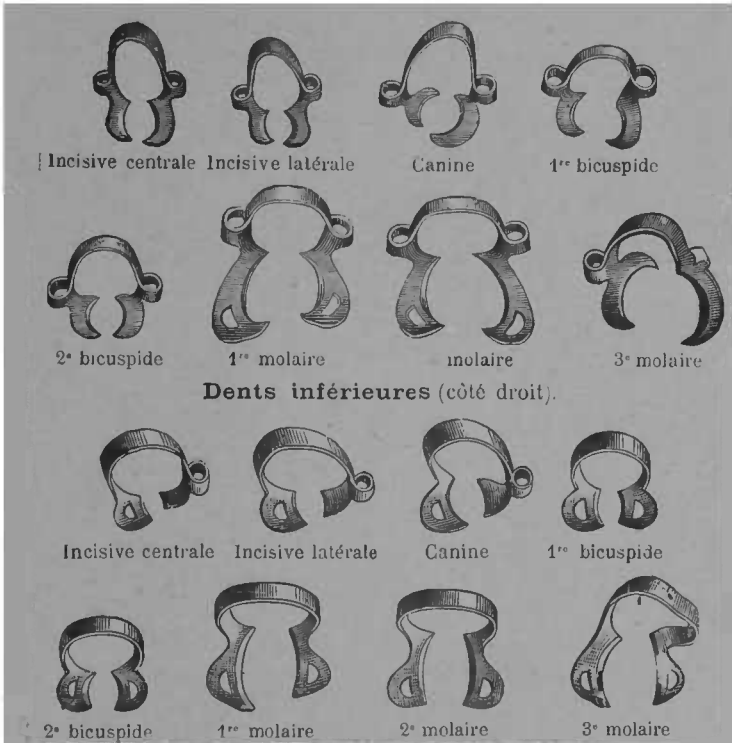 Incisive centrale Incisive latérale Canine 1re bicuspide
2e bicuspide 1re molaire molaire 3e molaire
Dents inférieures (côté droit).
Incisive centrale Incisive latérale Canine 1re bicuspide
2e bicuspide 1re molaire 2e molaire 3e molaire